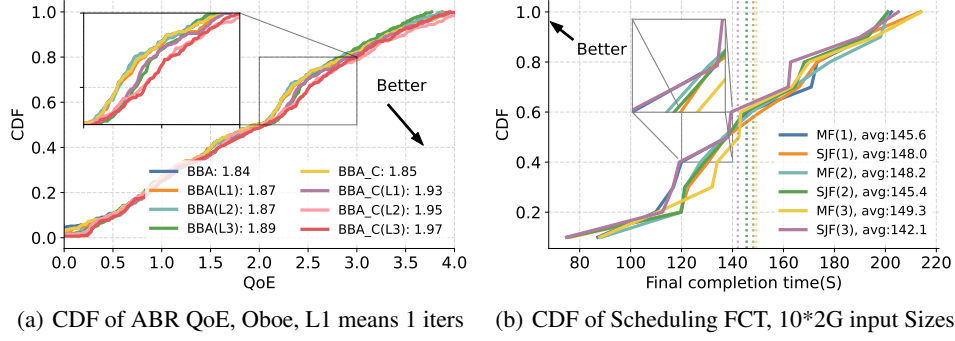 1.0
0.8
0.6
0.4
0.2
0.0
CDF
Better
BBA: 1.84
BBA(L1): 1.87
BBA(L2): 1.87
BBA(L3): 1.89
BBA_C: 1.85
BBA_C(L1): 1.93
BBA_C(L2): 1.95
BBA_C(L3): 1.97
0.0 0.5 1.0 1.5 2.0 2.5 3.0 3.5 4.0
QoE
(a) CDF of ABR QoE, Oboe, L1 means 1 iters
1.0
0.8
0.6
0.4
0.2
CDF
Better
MF(1), avg:145.6
SJF(1), avg:148.0
MF(2), avg:148.2
SJF(2), avg:145.4
MF(3), avg:149.3
SJF(3), avg:142.1
80 100 120 140 160 180 200 220
Final completion time(S)
(b) CDF of Scheduling FCT, 10*2G input Sizes